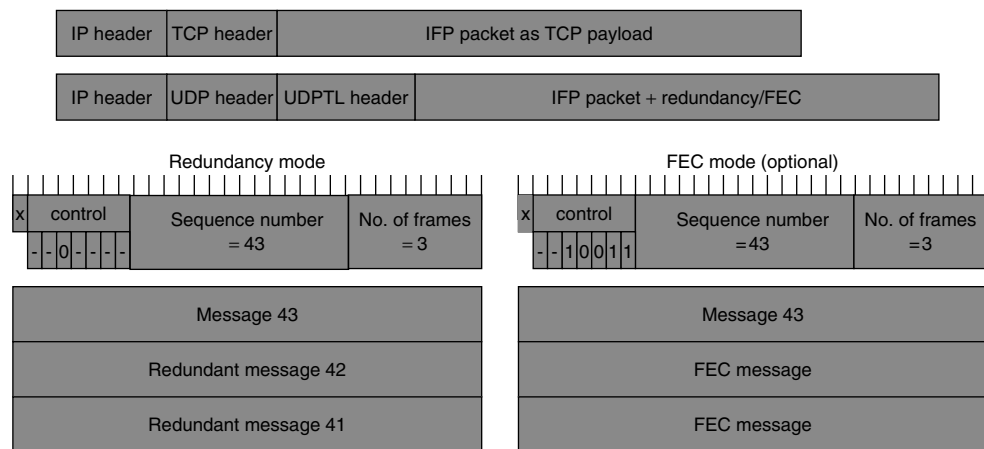 IP header TCP header IFP packet as TCP payload
IP header UDP header UDPTL header IFP packet + redundancy/FEC
Redundancy mode
x control Sequence number = 43 No. of frames = 3
- - 0 - - - -
Message 43
Redundant message 42
Redundant message 41
FEC mode (optional)
x control Sequence number =43 No. of frames =3
- - 1 0 0 1 1
Message 43
FEC message
FEC message